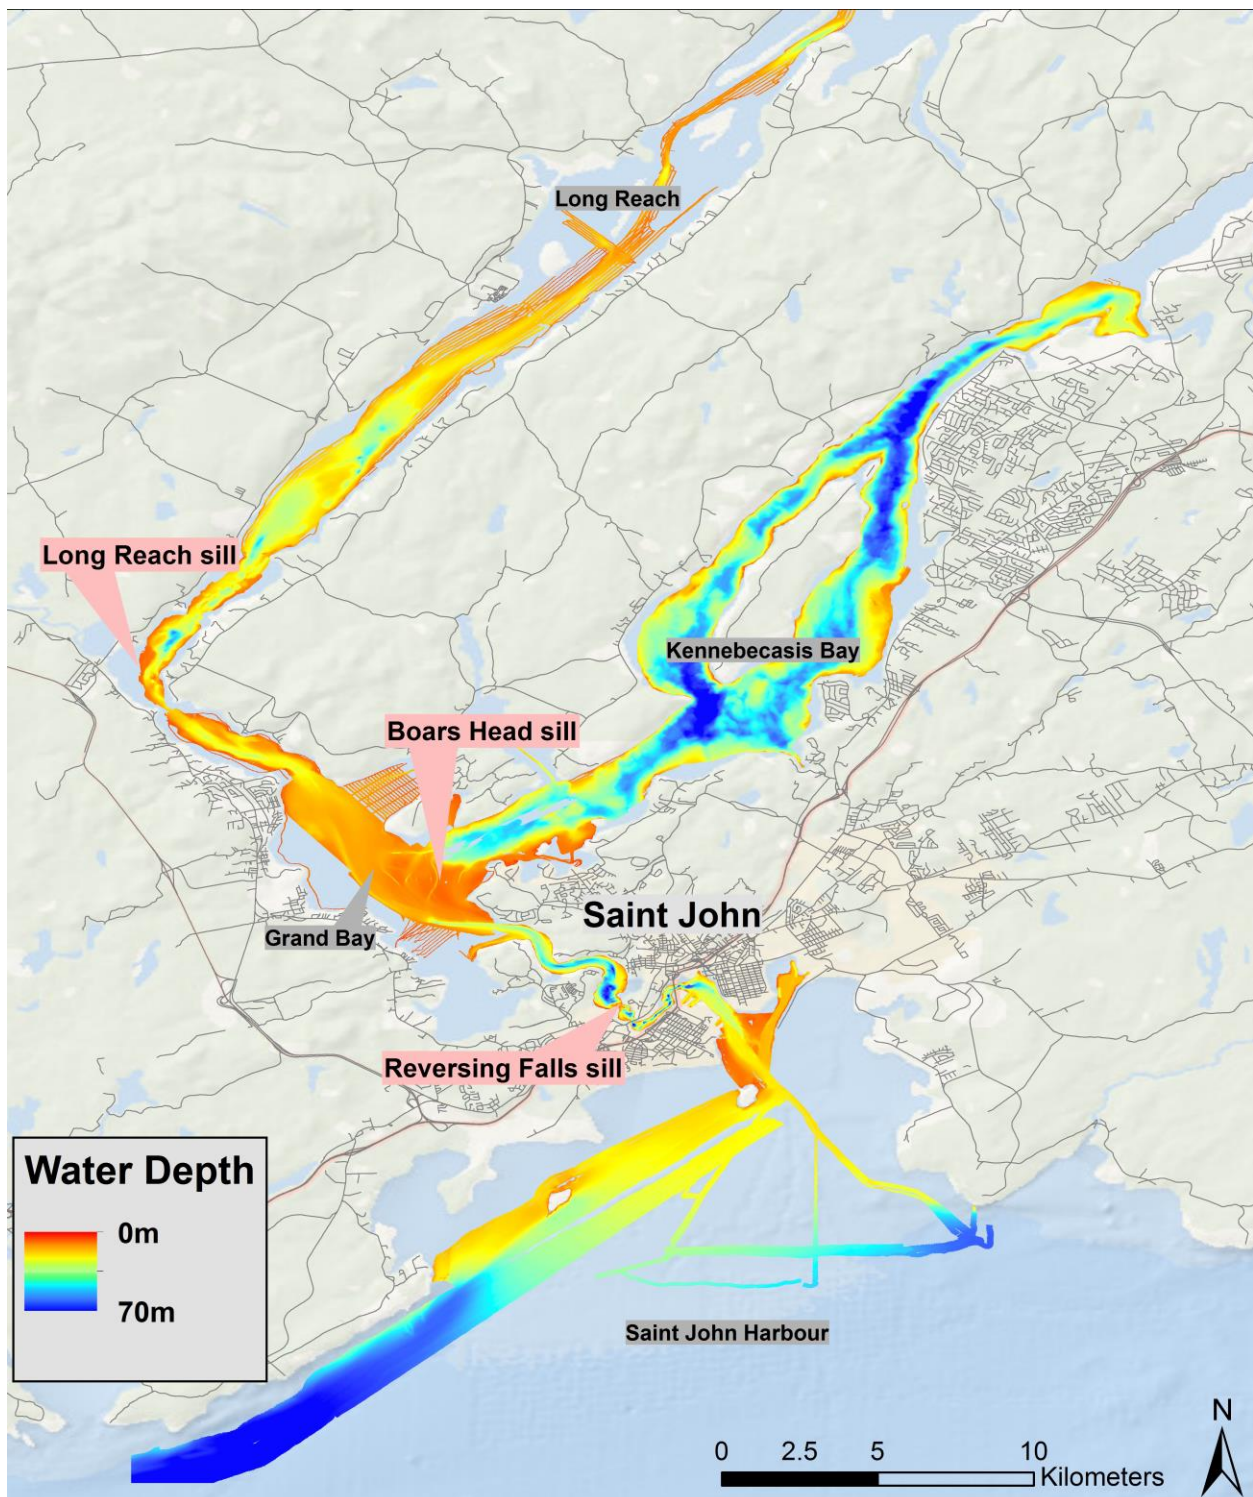 Long Reach
Long Reach sill
Kennebecasis Bay
Boars Head sill
Saint John
Grand Bay
Reversing Falls sill
Water Depth
0m
70m
Saint John Harbour
N
0 2.5 5 10
Kilometers